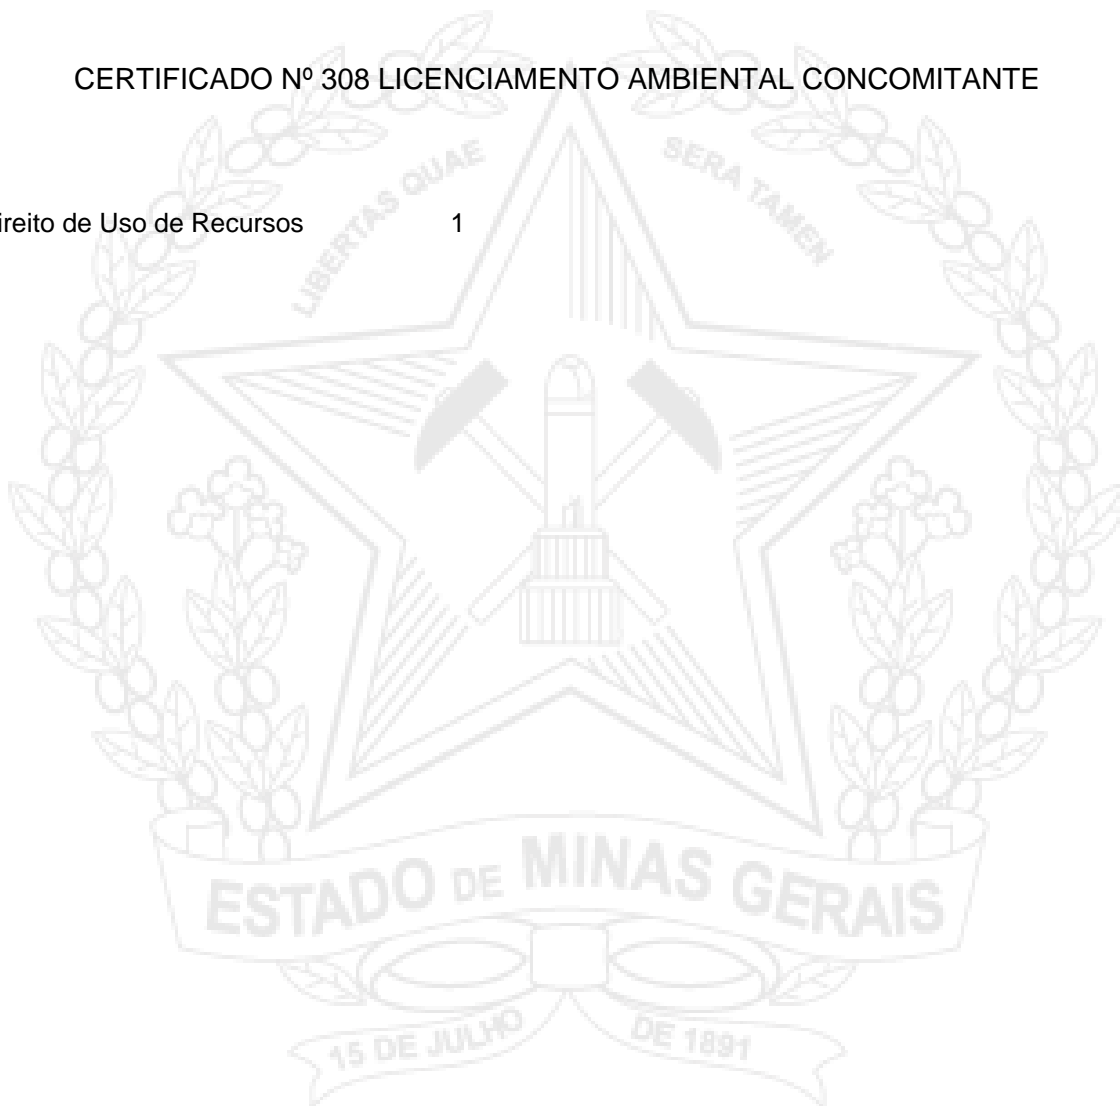 CERTIFICADO Nº 308 LICENCIAMENTO AMBIENTAL CONCOMITANTE
LIBERTAS QUAE SERA TAMEN
ireito de Uso de Recursos 1
ESTADO DE MINAS GERAIS
15 DE JULHO DE 1891